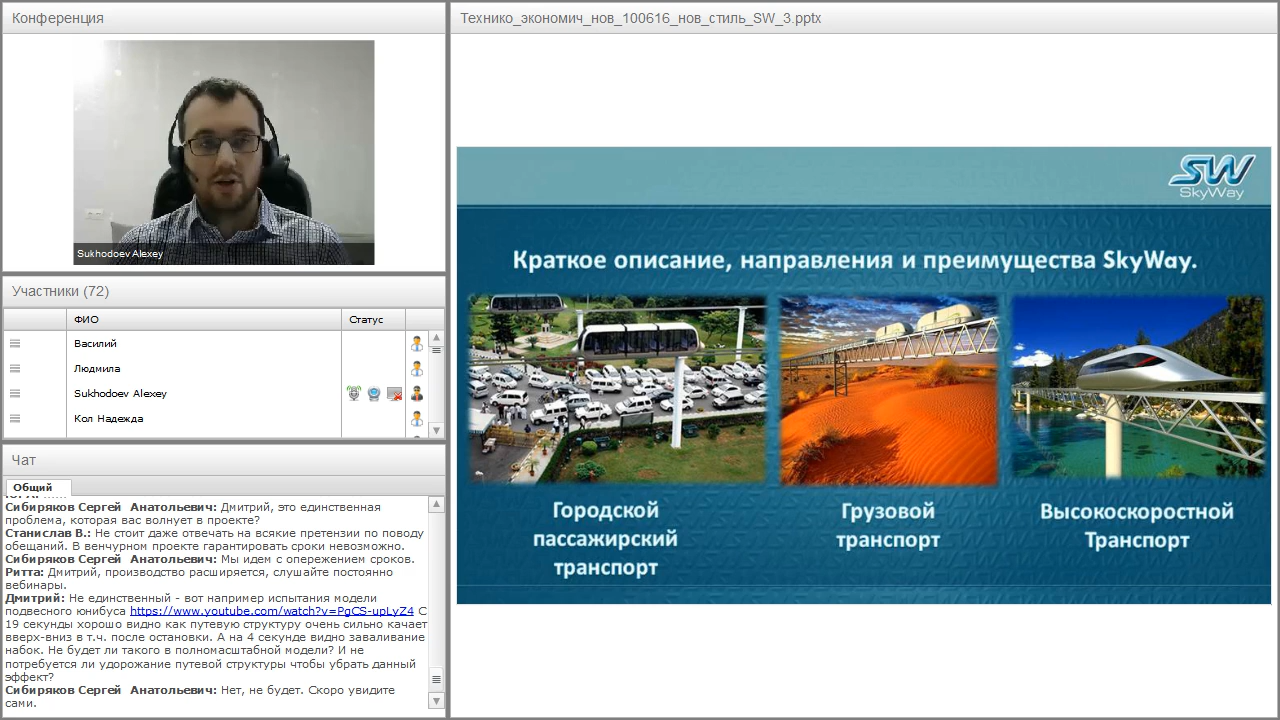 Конференция
Sukhodoev Alexey
Участники (72)
ФИО
Статус
Василий
Людмила
Sukhodoev Alexey
Кол Надежда
Чат
Общий
Сибиряков Сергей Анатольевич: Дмитрий, это единственная
проблема, которая вас волнует в проекте?
Станислав В.: Не стоит даже отвечать на всякие претензии по поводу
обещаний. В венчурном проекте гарантировать сроки невозможно.
Сибиряков Сергей Анатольевич: Мы идем с опережением сроков.
Ритта: Дмитрий, производство расширяется, слушайте постоянно
вебинары.
Дмитрий: Не единственный - вот например испытания модели
подвесного юнибуса https://www.youtube.com/watch?v=PgCS-upLyZ4 С
19 секунды хорошо видно как путевую структуру очень сильно качает
вверх-вниз в т.ч. после остановки. А на 4 секунде видно заваливание
набок. Не будет ли такого в полномасштабной модели? И не
потребуется ли удорожание путевой структуры чтобы убрать данный
эффект?
Сибиряков Сергей Анатольевич: Нет, не будет. Скоро увидите
сами.
Технико_экономич_нов_100616_нов_стиль_SW_3.pptx
SW
SkyWay
Краткое описание, направления и преимущества SkyWay.
Городской
пассажирский
транспорт
Грузовой
транспорт
Высокоскоростной
Транспорт